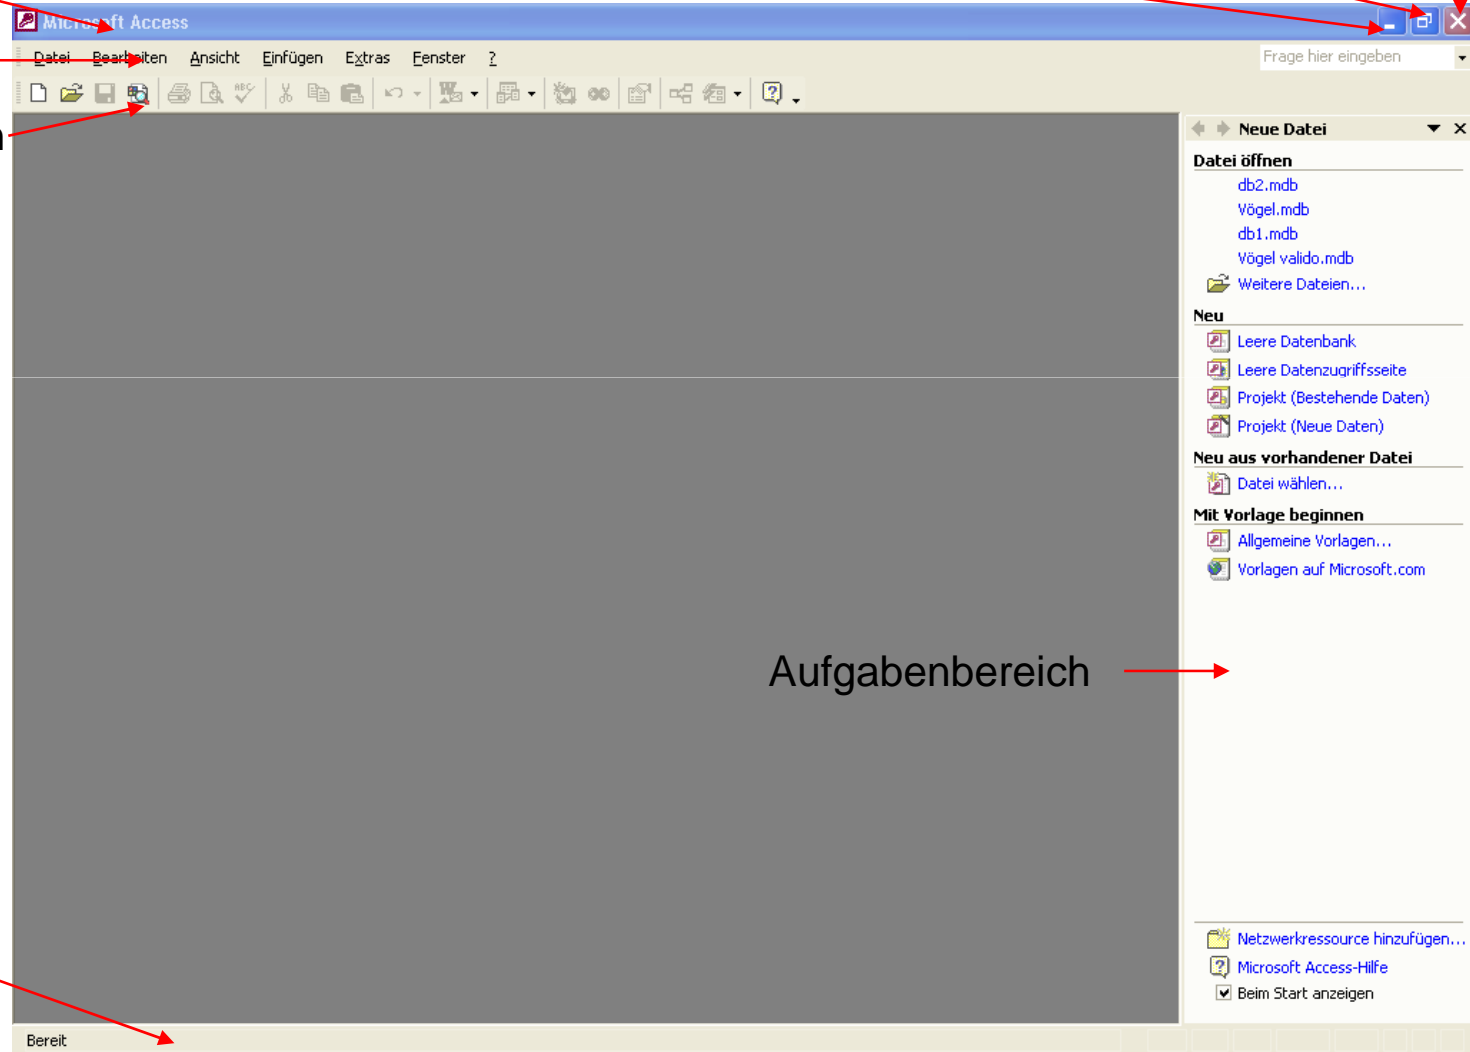 Microsoft Access
Datei Bearbeiten Ansicht Einfügen Extras Fenster ?
Frage hier eingeben
n
Neue Datei
Datei öffnen
db2.mdb
Vögel.mdb
db1.mdb
Vögel valido.mdb
Weitere Dateien...
Neu
Leere Datenbank
Leere Datenzugriffsseite
Projekt (Bestehende Daten)
Projekt (Neue Daten)
Neu aus vorhandener Datei
Datei wählen...
Mit Vorlage beginnen
Allgemeine Vorlagen...
Vorlagen auf Microsoft.com
Aufgabenbereich
Netzwerkressource hinzufügen...
Microsoft Access-Hilfe
Beim Start anzeigen
Bereit